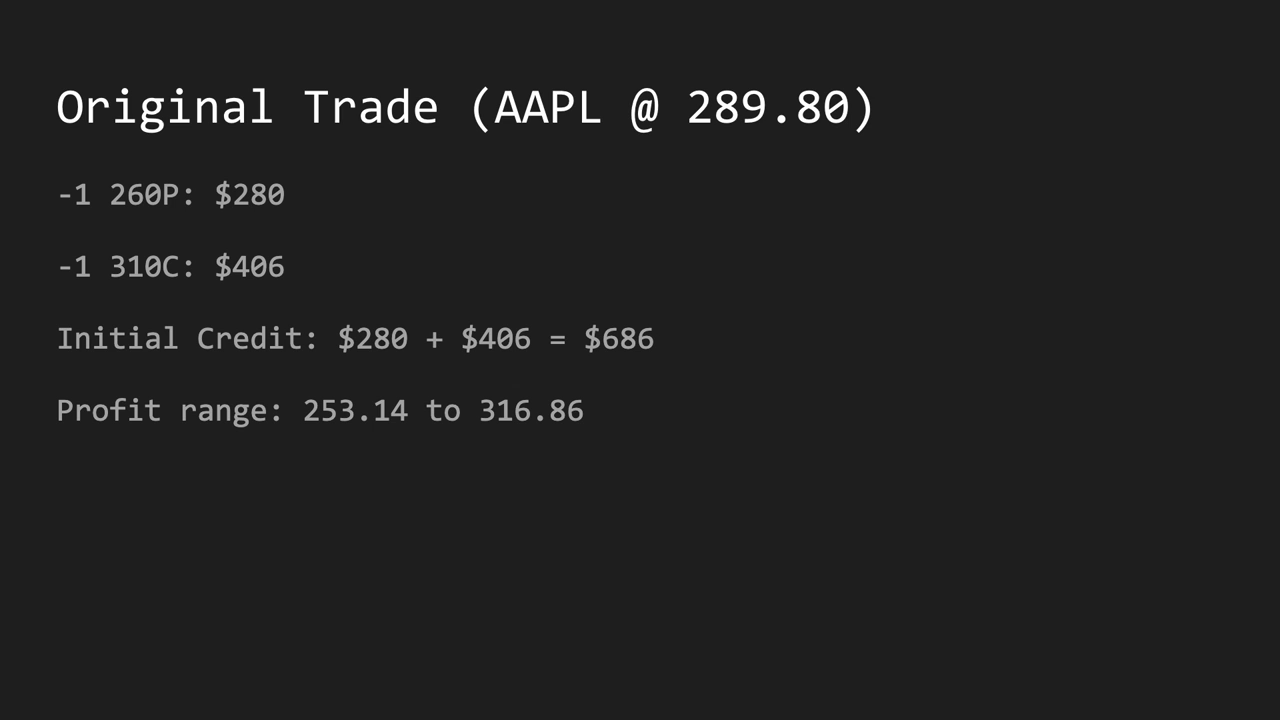 Original Trade (AAPL @ 289.80)
-1 260P: $280
-1 310C: $406
Initial Credit: $280 + $406 = $686
Profit range: 253.14 to 316.86